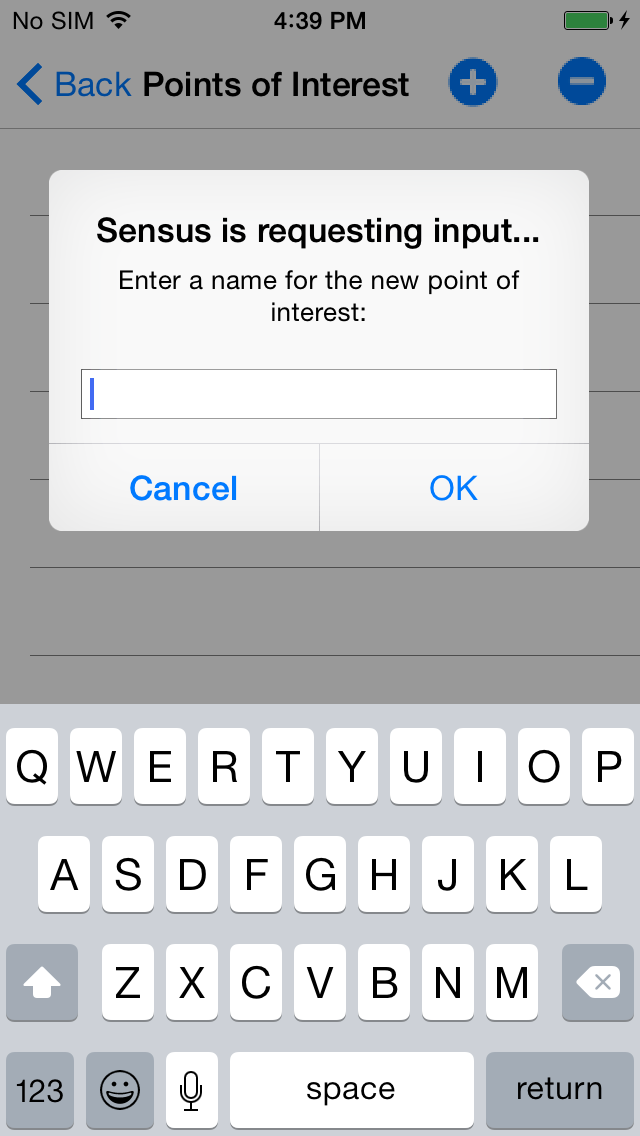 No SIM 4:39 PM
Back Points of Interest
Sensus is requesting input...
Enter a name for the new point of
interest:
Cancel OK
Q W E R T Y U I O P
A S D F G H J K L
Z X C V B N M
123 space return